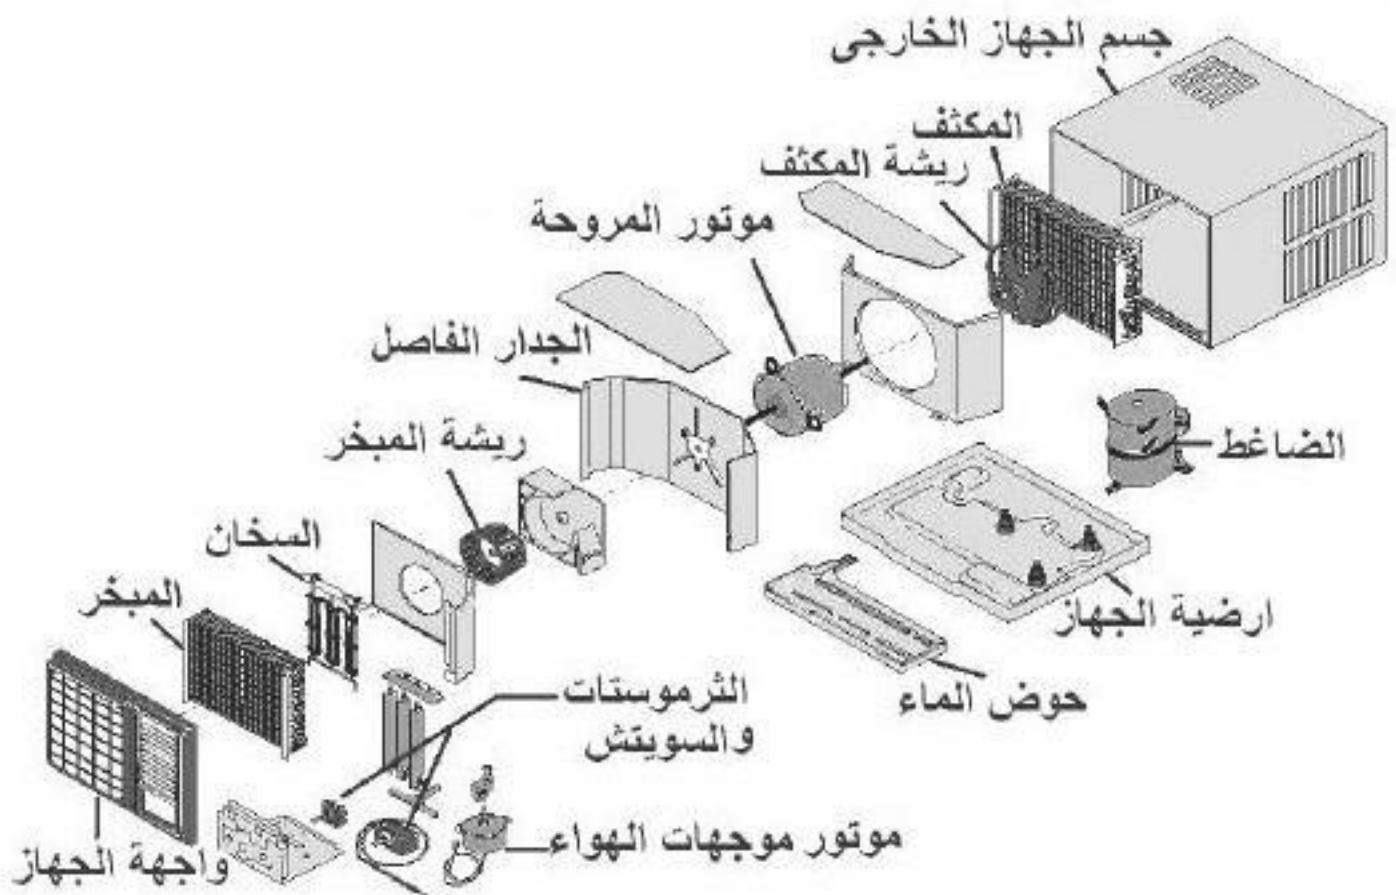 جسم الجهاز الخارجى
المكثف
ريشة المكثف
موتور المروحة
الجدار الفاصل
ريشة المبخر
الضاغط
السخان
المبخر
ارضية الجهاز
حوض الماء
الثرموستات
والسويتش
موتور موجهات الهواء
واجهة الجهاز